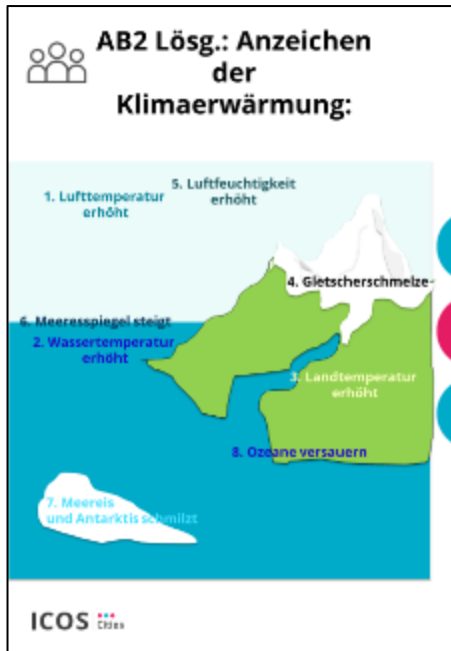 AB2 Lösg.: Anzeichen
der
Klimaerwärmung:
1. Lufttemperatur
erhöht
5. Luftfeuchtigkeit
erhöht
4. Gletscherschmelze-
6. Meeresspiegel steigt
2. Wassertemperatur
erhöht
3. Landtemperatur
erhöht
8. Ozeane versauern
7. Meereis
und Antarktis schmilzt
ICOS Cities